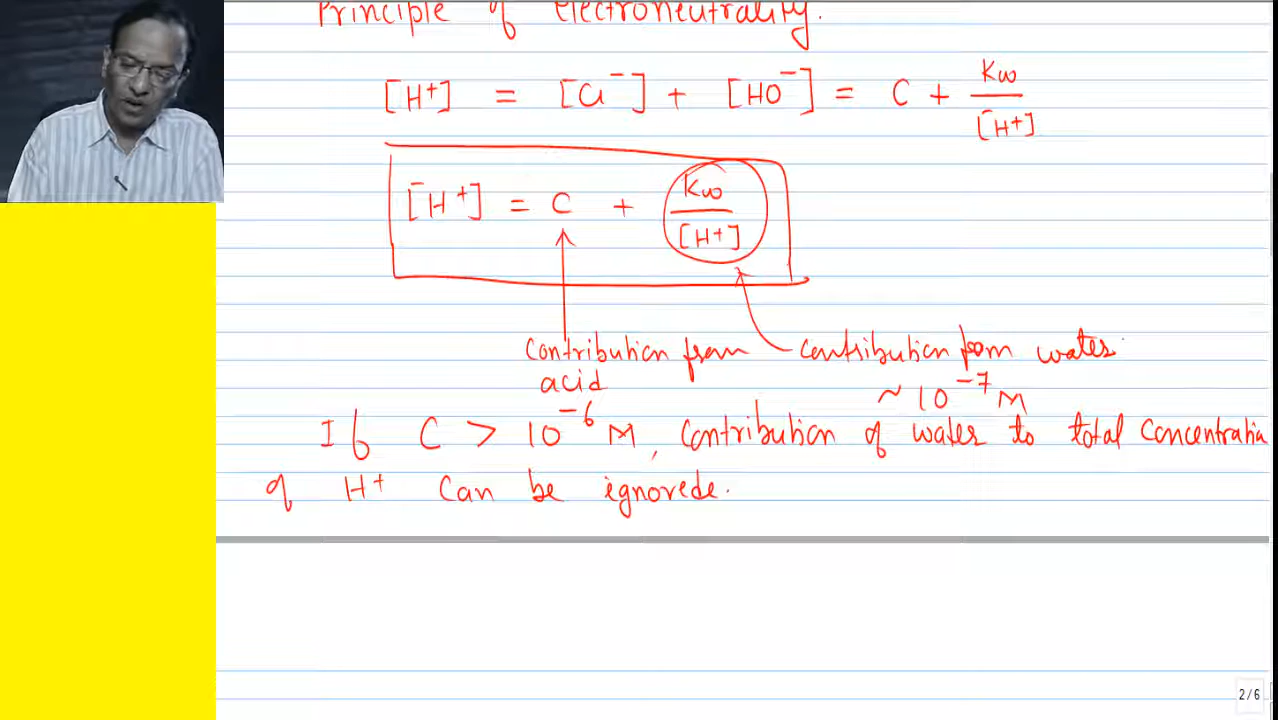 Principle of electroneutrality.
[H+] = [Cl⁻] + [HO⁻] = C + Kw/[H+]
[H+] = C + Kw/[H+]
Contribution from acid
Contribution from water
~ 10⁻⁷ M
If C > 10⁻⁶ M, Contribution of water to total Concentratio
of H+ Can be ignorede.
2/6